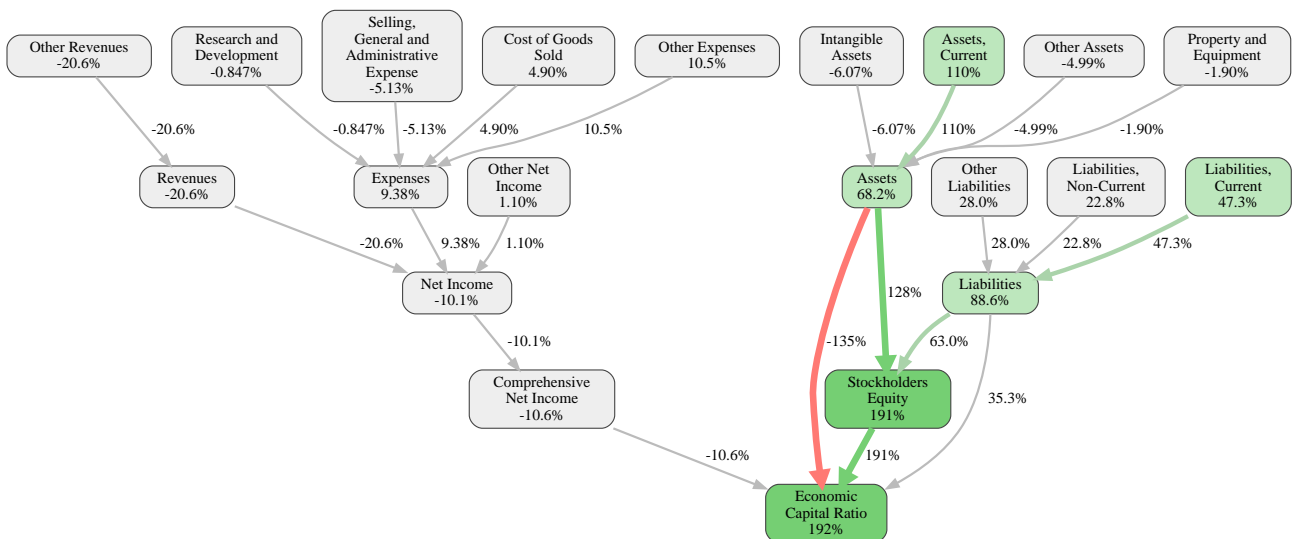 Other Revenues
-20.6%
Research and
Development
-0.847%
Selling,
General and
Administrative
Expense
-5.13%
Cost of Goods
Sold
4.90%
Other Expenses
10.5%
Intangible
Assets
-6.07%
Assets,
Current
110%
Other Assets
-4.99%
Property and
Equipment
-1.90%
-20.6%
-0.847%
-5.13%
4.90%
10.5%
-6.07%
110%
-4.99%
-1.90%
Revenues
-20.6%
Expenses
9.38%
Other Net
Income
1.10%
Assets
68.2%
Other
Liabilities
28.0%
Liabilities,
Non-Current
22.8%
Liabilities,
Current
47.3%
-20.6%
9.38%
1.10%
28.0%
22.8%
47.3%
Net Income
-10.1%
128%
Liabilities
88.6%
-10.1%
-135%
63.0%
Comprehensive
Net Income
-10.6%
Stockholders
Equity
191%
35.3%
-10.6%
191%
Economic
Capital Ratio
192%